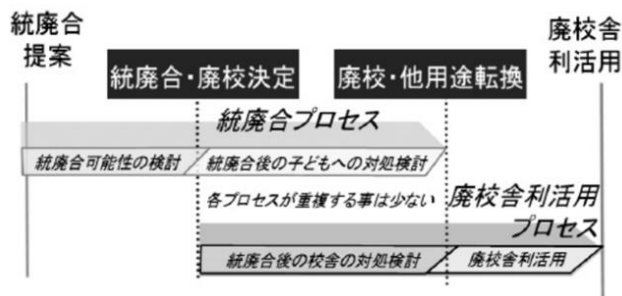 統廃合
提案
廃校舎
利活用
統廃合・廃校決定
廃校・他用途転換
統廃合プロセス
統廃合可能性の検討
統廃合後の子どもへの対処検討
各プロセスが重複する事は少ない
廃校舎利活用
プロセス
統廃合後の校舎の対処検討
廃校舎利活用